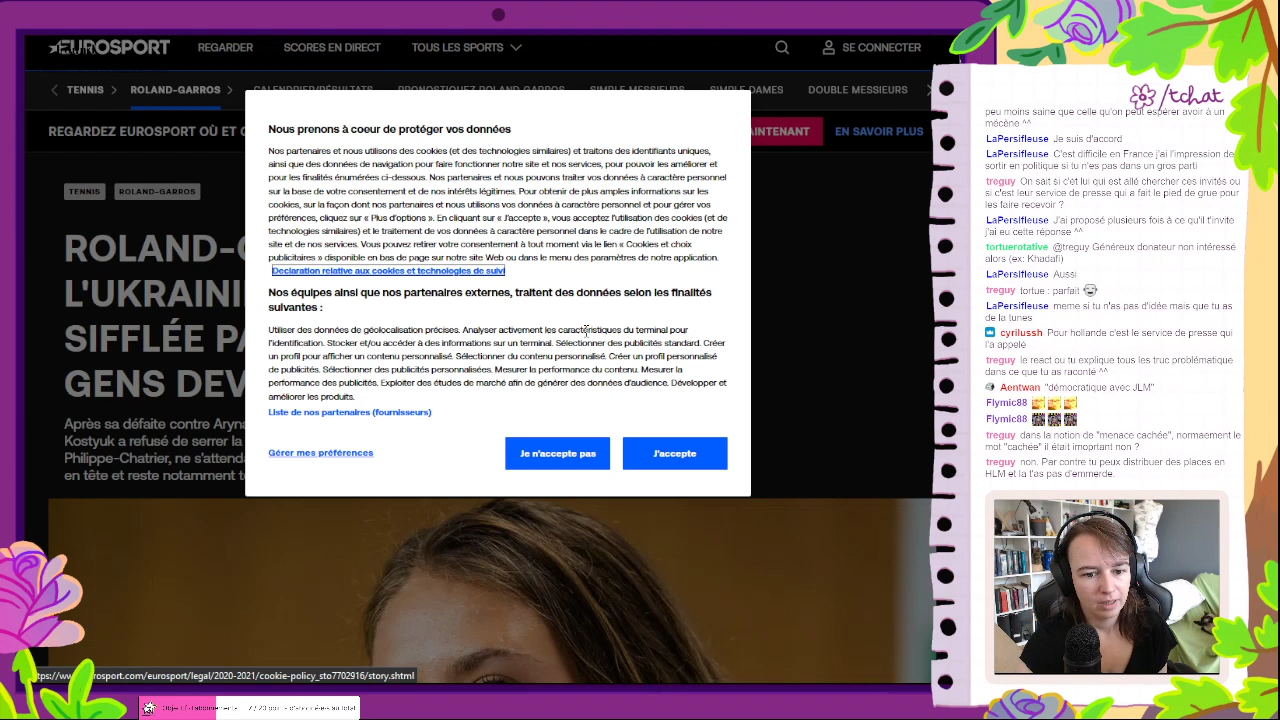 EUROSPORT
REGARDER
SCORES EN DIRECT
TOUS LES SPORTS
SE CONNECTER
TENNIS
ROLAND-GARROS
CALENDRIER/RÉSULTATS
PRONOSTIQUEZ ROLAND-GARROS
SIMPLE MESSIEURS
SIMPLE DAMES
DOUBLE MESSIEURS
REGARDEZ EUROSPORT OÙ ET
EN SAVOIR PLUS
TENNIS
ROLAND-GARROS
ROLAND-G
L'UKRAINI
SIFFLÉE PA
GENS DEV
Après sa défaite contre Aryna
Kostyuk a refusé de serrer la
Philippe-Chatrier, ne s'attenda
en tête et reste notamment t
Nous prenons à coeur de protéger vos données
Nos partenaires et nous utilisons des cookies (et des technologies similaires) et traitons des identifiants uniques,
ainsi que des données de navigation pour faire fonctionner notre site et nos services, pour pouvoir les améliorer et
pour les finalités énumérées ci-dessous. Nos partenaires et nous pouvons traiter vos données à caractère personnel
sur la base de votre consentement et de nos intérêts légitimes. Pour obtenir de plus amples informations sur les
cookies, sur la façon dont nos partenaires et nous utilisons vos données à caractère personnel et pour gérer vos
préférences, cliquez sur « Plus d'options ». En cliquant sur « J'accepte », vous acceptez l'utilisation des cookies (et de
technologies similaires) et le traitement de vos données à caractère personnel dans le cadre de l'utilisation de notre
site et de nos services. Vous pouvez retirer votre consentement à tout moment via le lien « Cookies et choix
publicitaires » disponible en bas de page sur notre site Web ou dans le menu des paramètres de notre application.
Declaration relative aux cookies et technologies de suivi
Nos équipes ainsi que nos partenaires externes, traitent des données selon les finalités
suivantes :
Utiliser des données de géolocalisation précises. Analyser activement les caractéristiques du terminal pour
l'identification. Stocker et/ou accéder à des informations sur un terminal. Sélectionner des publicités standard. Créer
un profil pour afficher un contenu personnalisé. Sélectionner du contenu personnalisé. Créer un profil personnalisé
de publicités. Sélectionner des publicités personnalisées. Mesurer la performance du contenu. Mesurer la
performance des publicités. Exploiter des études de marché afin de générer des données d'audience. Développer et
améliorer les produits.
Liste de nos partenaires (fournisseurs)
Gérer mes préférences
Je n'accepte pas
J'accepte
/tchat
peu moins saine que celle qu'on peut espérer avoir à un
mécène ^^
LaPersifleuse Je suis d'accord
LaPersifleuse C'est difficile en France j'ai l'impression de
sortir en politique si tu n'es pas dans un gros parti
treguy On sait si c'est lui qui est allé chercher ces invités ou
si c'est leur service de presse qui a fait le pied de grue pour
les faire recevoir ?
LaPersifleuse J'ai proposé plusieurs fois à ce qu'il t'invite
j'ai eu cette réponse ^^
tortuerotative @treguy Généreux donateur non intéressé
alors (ex: Khadafi)
LaPersifleuse Aussi
treguy tortue : parfait
LaPersifleuse meme si tu n'as pas d'idée mais que tu as
de la tunes
cyrilussh Pour hollande c'est le service de presse qui
l'a appelé
treguy le react ou tu explique tous les truc problématique
dans ce que tu as raconté ^^
Aentwan "démocratique avec JLM"
Flymic88
Flymic88
treguy dans la notion de "menace cachée", normaement le
mot "cachée" il était important non ?
treguy non. Par contre tu peux distribuer des places en
HLM et la t'as pas d'emmerde.